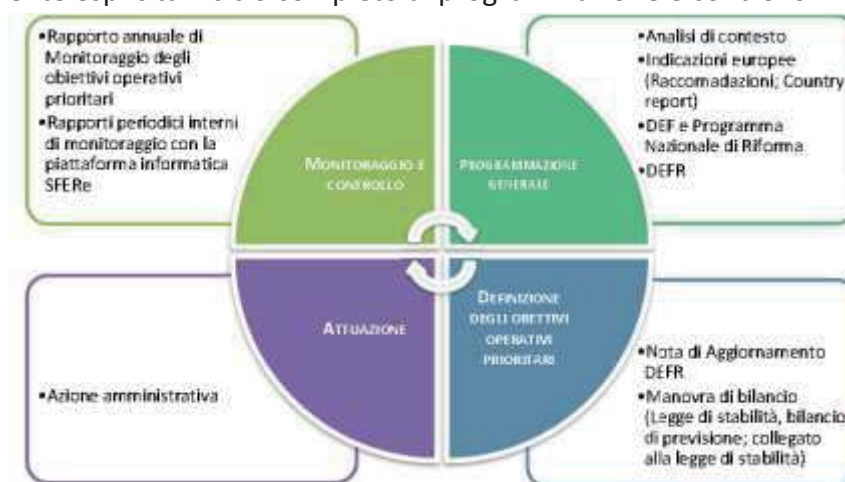 •Rapporto annuale di
Monitoraggio degli
obiettivi operativi
prioritari
•Rapporti periodici interni
di monitoraggio con la
piattaforma informatica
SFERe
MONITORAGGIO E
CONTROLLO
PROGRAMMAZIONE
GENERALE
•Analisi di contesto
•Indicazioni europee
(Raccomadazioni; Country
report)
•DEF e Programma
Nazionale di Riforma
•DEFR
ATTUAZIONE
•Azione amministrativa
DEFINIZIONE
DEGLI OBIETTIVI
OPERATIVI
PRIORITARI
•Nota di Aggiornamento
DEFR
•Manovra di bilancio
(Legge di stabilità, bilancio
di previsione; collegato
alla legge di stabilità)